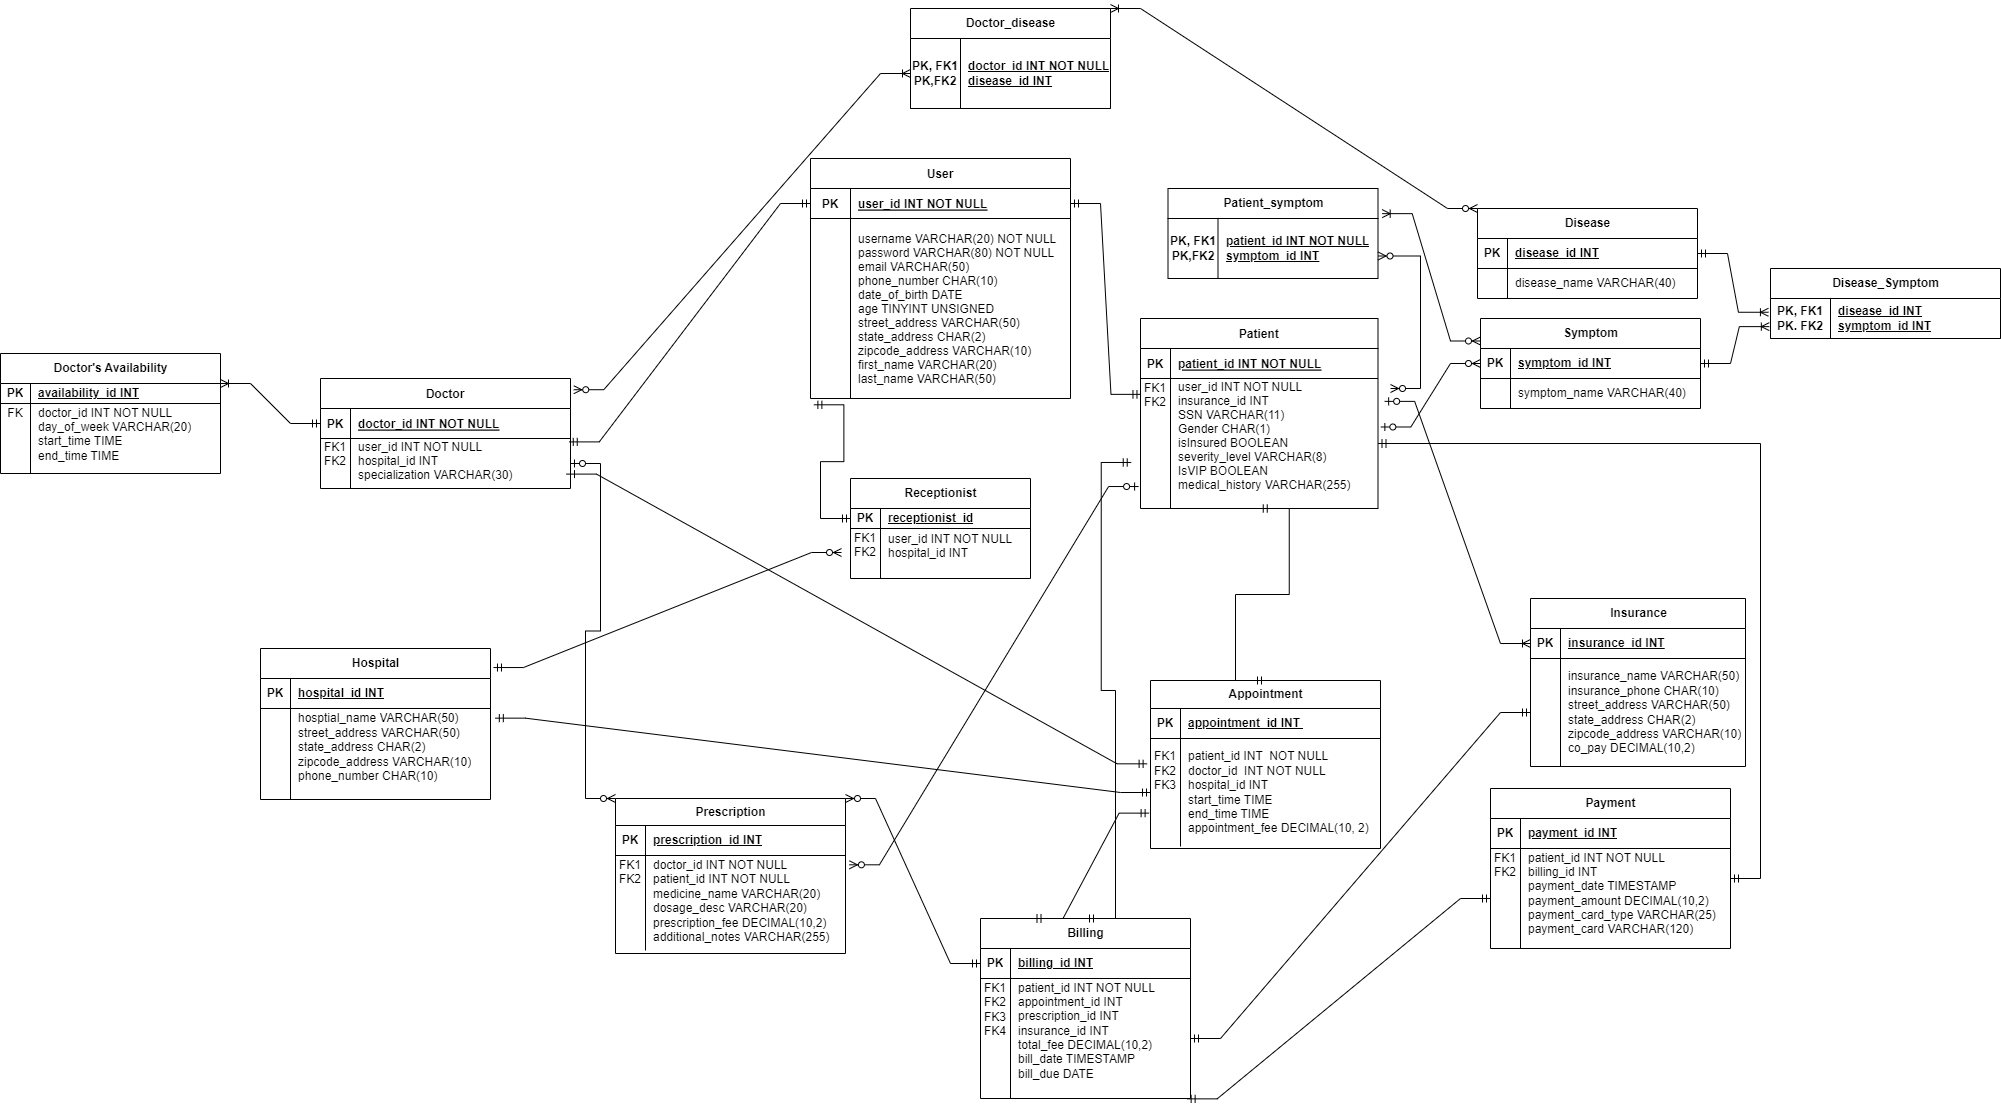 Doctor_disease
PK, FK1 doctor_id INT NOT NULL
PK,FK2 disease_id INT
User
PK user_id INT NOT NULL
username VARCHAR(20) NOT NULL
password VARCHAR(80) NOT NULL
email VARCHAR(50)
phone_number CHAR(10)
date_of_birth DATE
age TINYINT UNSIGNED
street_address VARCHAR(50)
state_address CHAR(2)
zipcode_address VARCHAR(10)
first_name VARCHAR(20)
last_name VARCHAR(50)
Patient_symptom
PK, FK1 patient_id INT NOT NULL
PK,FK2 symptom_id INT
Disease
PK disease_id INT
disease_name VARCHAR(40)
Disease_Symptom
PK, FK1 disease_id INT
PK. FK2 symptom_id INT
Symptom
PK symptom_id INT
symptom_name VARCHAR(40)
Patient
PK patient_id INT NOT NULL
FK1 user_id INT NOT NULL
FK2 insurance_id INT
SSN VARCHAR(11)
Gender CHAR(1)
isInsured BOOLEAN
severity_level VARCHAR(8)
IsVIP BOOLEAN
medical_history VARCHAR(255)
Doctor's Availability
PK availability_id INT
FK doctor_id INT NOT NULL
day_of_week VARCHAR(20)
start_time TIME
end_time TIME
Doctor
PK doctor_id INT NOT NULL
FK1 user_id INT NOT NULL
FK2 hospital_id INT
specialization VARCHAR(30)
Receptionist
PK receptionist_id
FK1 user_id INT NOT NULL
FK2 hospital_id INT
Hospital
PK hospital_id INT
hosptial_name VARCHAR(50)
street_address VARCHAR(50)
state_address CHAR(2)
zipcode_address VARCHAR(10)
phone_number CHAR(10)
Insurance
PK insurance_id INT
insurance_name VARCHAR(50)
insurance_phone CHAR(10)
street_address VARCHAR(50)
state_address CHAR(2)
zipcode_address VARCHAR(10)
co_pay DECIMAL(10,2)
Appointment
PK appointment_id INT
FK1 patient_id INT NOT NULL
FK2 doctor_id INT NOT NULL
FK3 hospital_id INT
start_time TIME
end_time TIME
appointment_fee DECIMAL(10, 2)
Prescription
PK prescription_id INT
FK1 doctor_id INT NOT NULL
FK2 patient_id INT NOT NULL
medicine_name VARCHAR(20)
dosage_desc VARCHAR(20)
prescription_fee DECIMAL(10,2)
additional_notes VARCHAR(255)
Payment
PK payment_id INT
FK1 patient_id INT NOT NULL
FK2 billing_id INT
payment_date TIMESTAMP
payment_amount DECIMAL(10,2)
payment_card_type VARCHAR(25)
payment_card VARCHAR(120)
Billing
PK billing_id INT
FK1 patient_id INT NOT NULL
FK2 appointment_id INT
FK3 prescription_id INT
FK4 insurance_id INT
total_fee DECIMAL(10,2)
bill_date TIMESTAMP
bill_due DATE